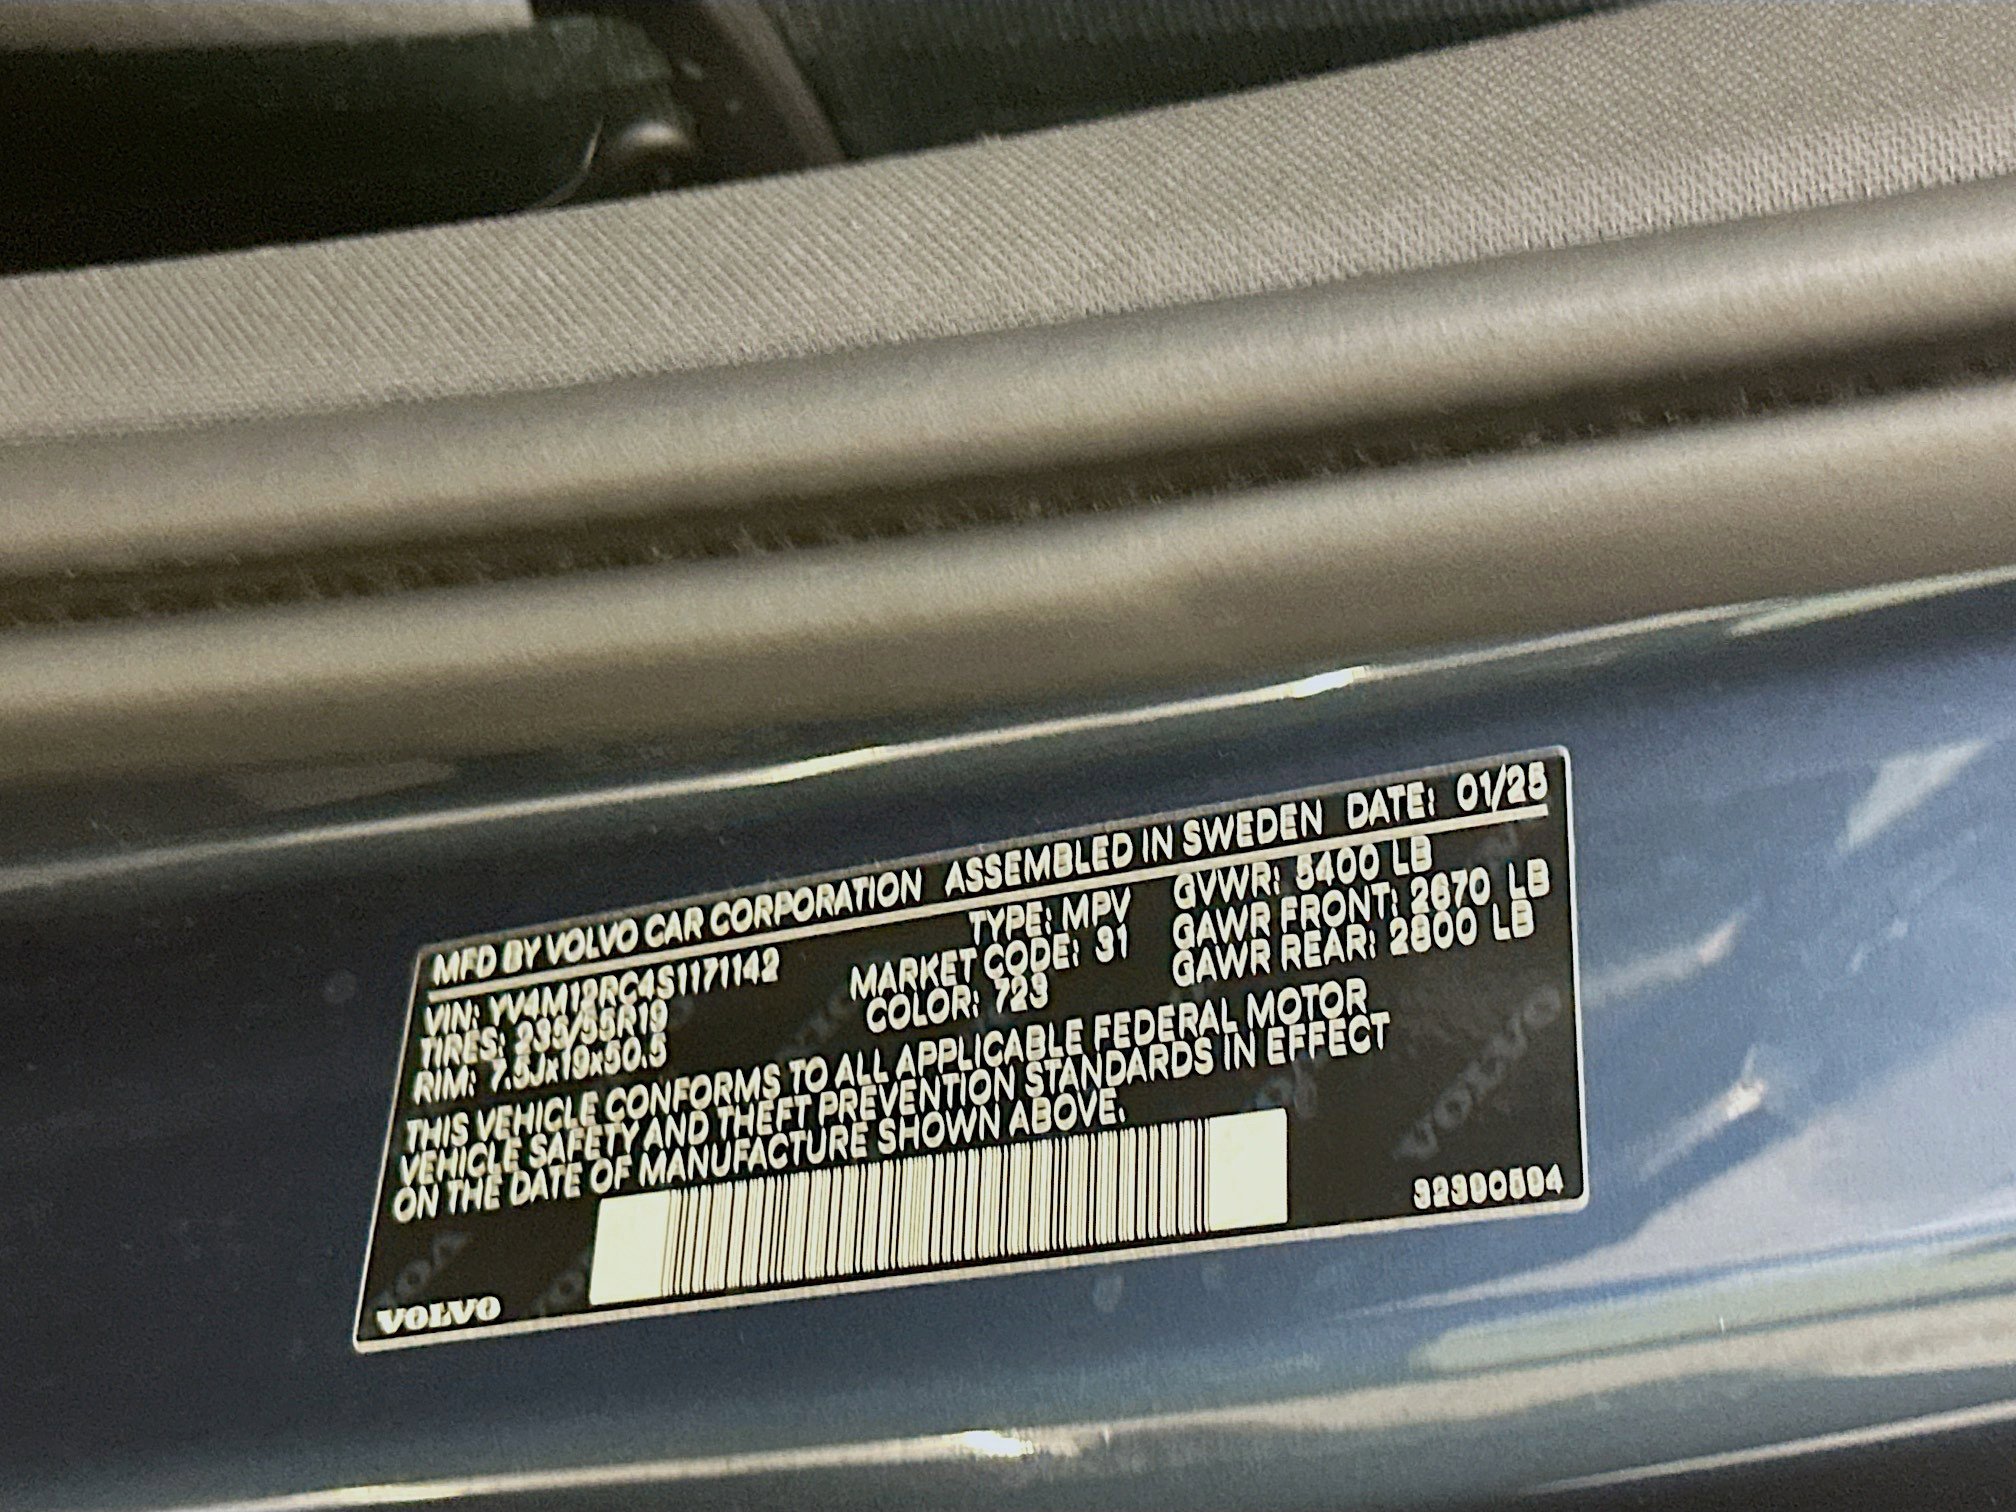 MFD BY VOLVO CAR CORPORATION ASSEMBLED IN SWEDEN DATE: 01/25
VIN: YV4M12RC4S1171142 TYPE: MPV GVWR: 5400 LB
TIRES: 235/55R19 MARKET CODE: 31 GAWR FRONT: 2670 LB
RIM: 7.5Jx19x50.5 COLOR: 723 GAWR REAR: 2800 LB
THIS VEHICLE CONFORMS TO ALL APPLICABLE FEDERAL MOTOR
VEHICLE SAFETY AND THEFT PREVENTION STANDARDS IN EFFECT
ON THE DATE OF MANUFACTURE SHOWN ABOVE.
VOLVO
32390594
VOLVO